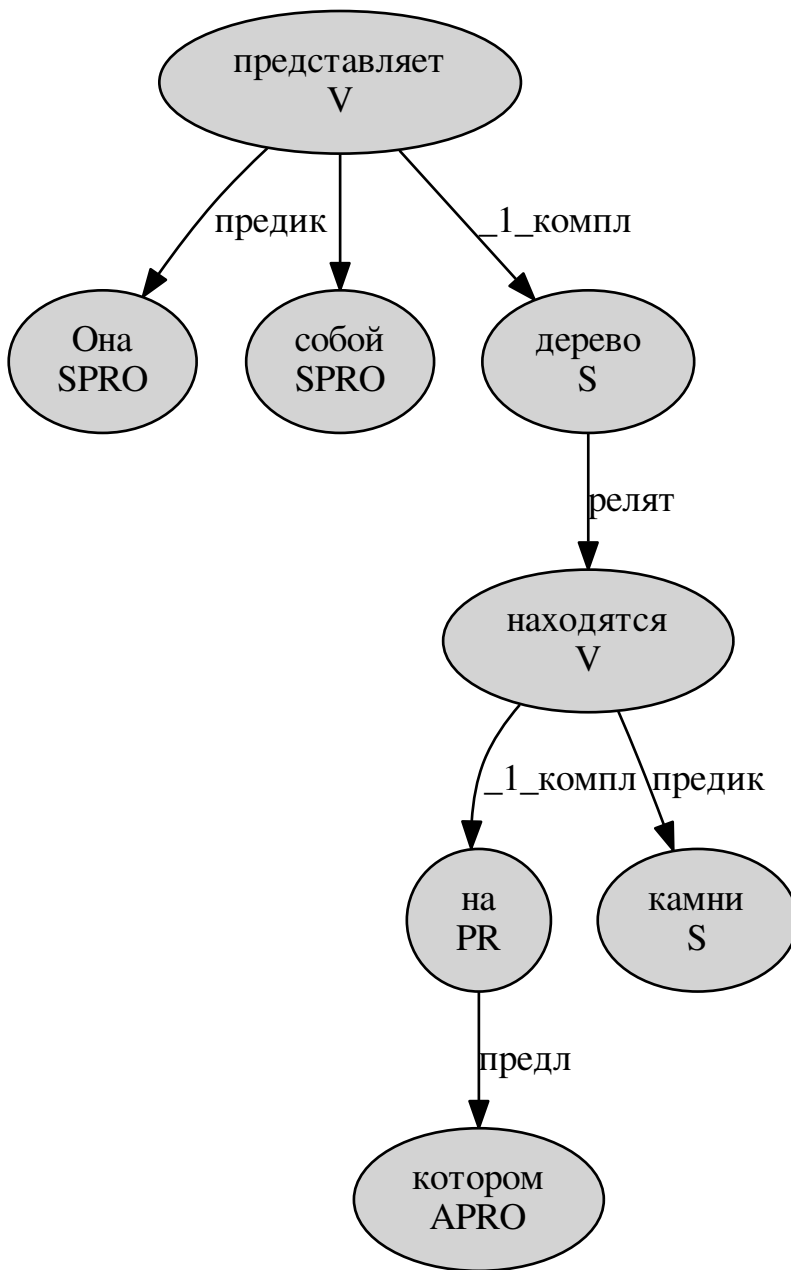 представляет
V
предик
_1_компл
Она
SPRO
собой
SPRO
дерево
S
релят
находятся
V
_1_компл
предик
на
PR
камни
S
предл
котором
APRO